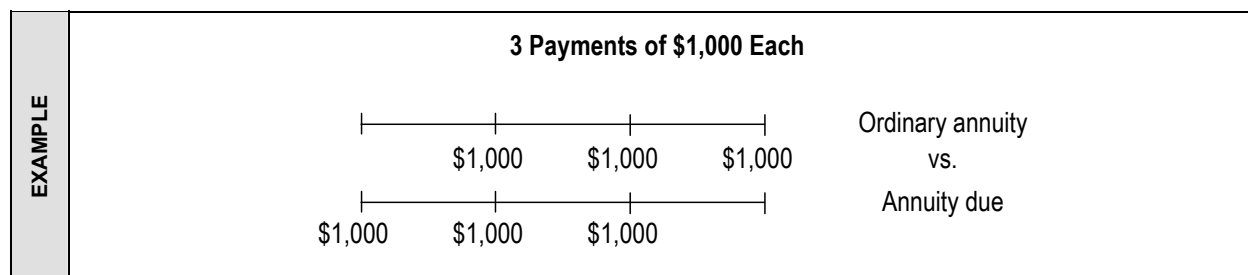 EXAMPLE
3 Payments of $1,000 Each
Ordinary annuity
$1,000 $1,000 $1,000 vs.
Annuity due
$1,000 $1,000 $1,000